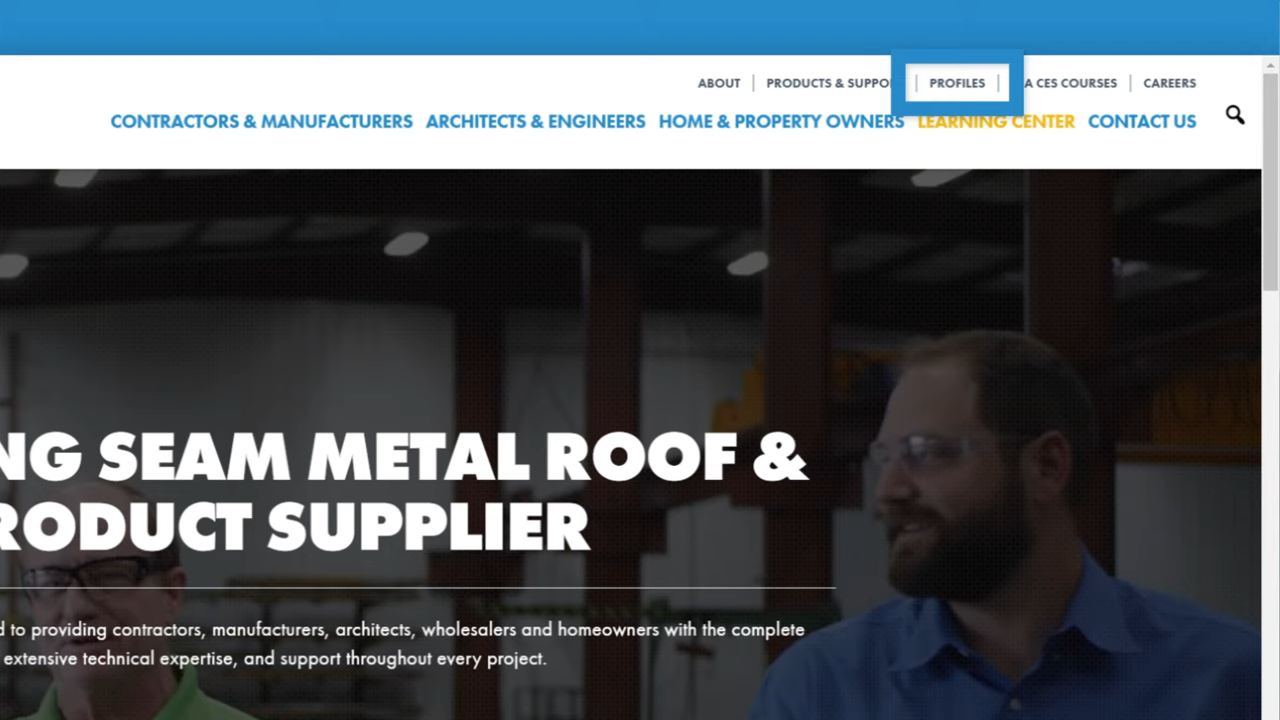 ABOUT PRODUCTS & SUPPO PROFILES A CES COURSES CAREERS
CONTRACTORS & MANUFACTURERS ARCHITECTS & ENGINEERS HOME & PROPERTY OWNERS LEARNING CENTER CONTACT US
NG SEAM METAL ROOF &
RODUCT SUPPLIER
d to providing contractors, manufacturers, architects, wholesalers and homeowners with the complete
extensive technical expertise, and support throughout every project.